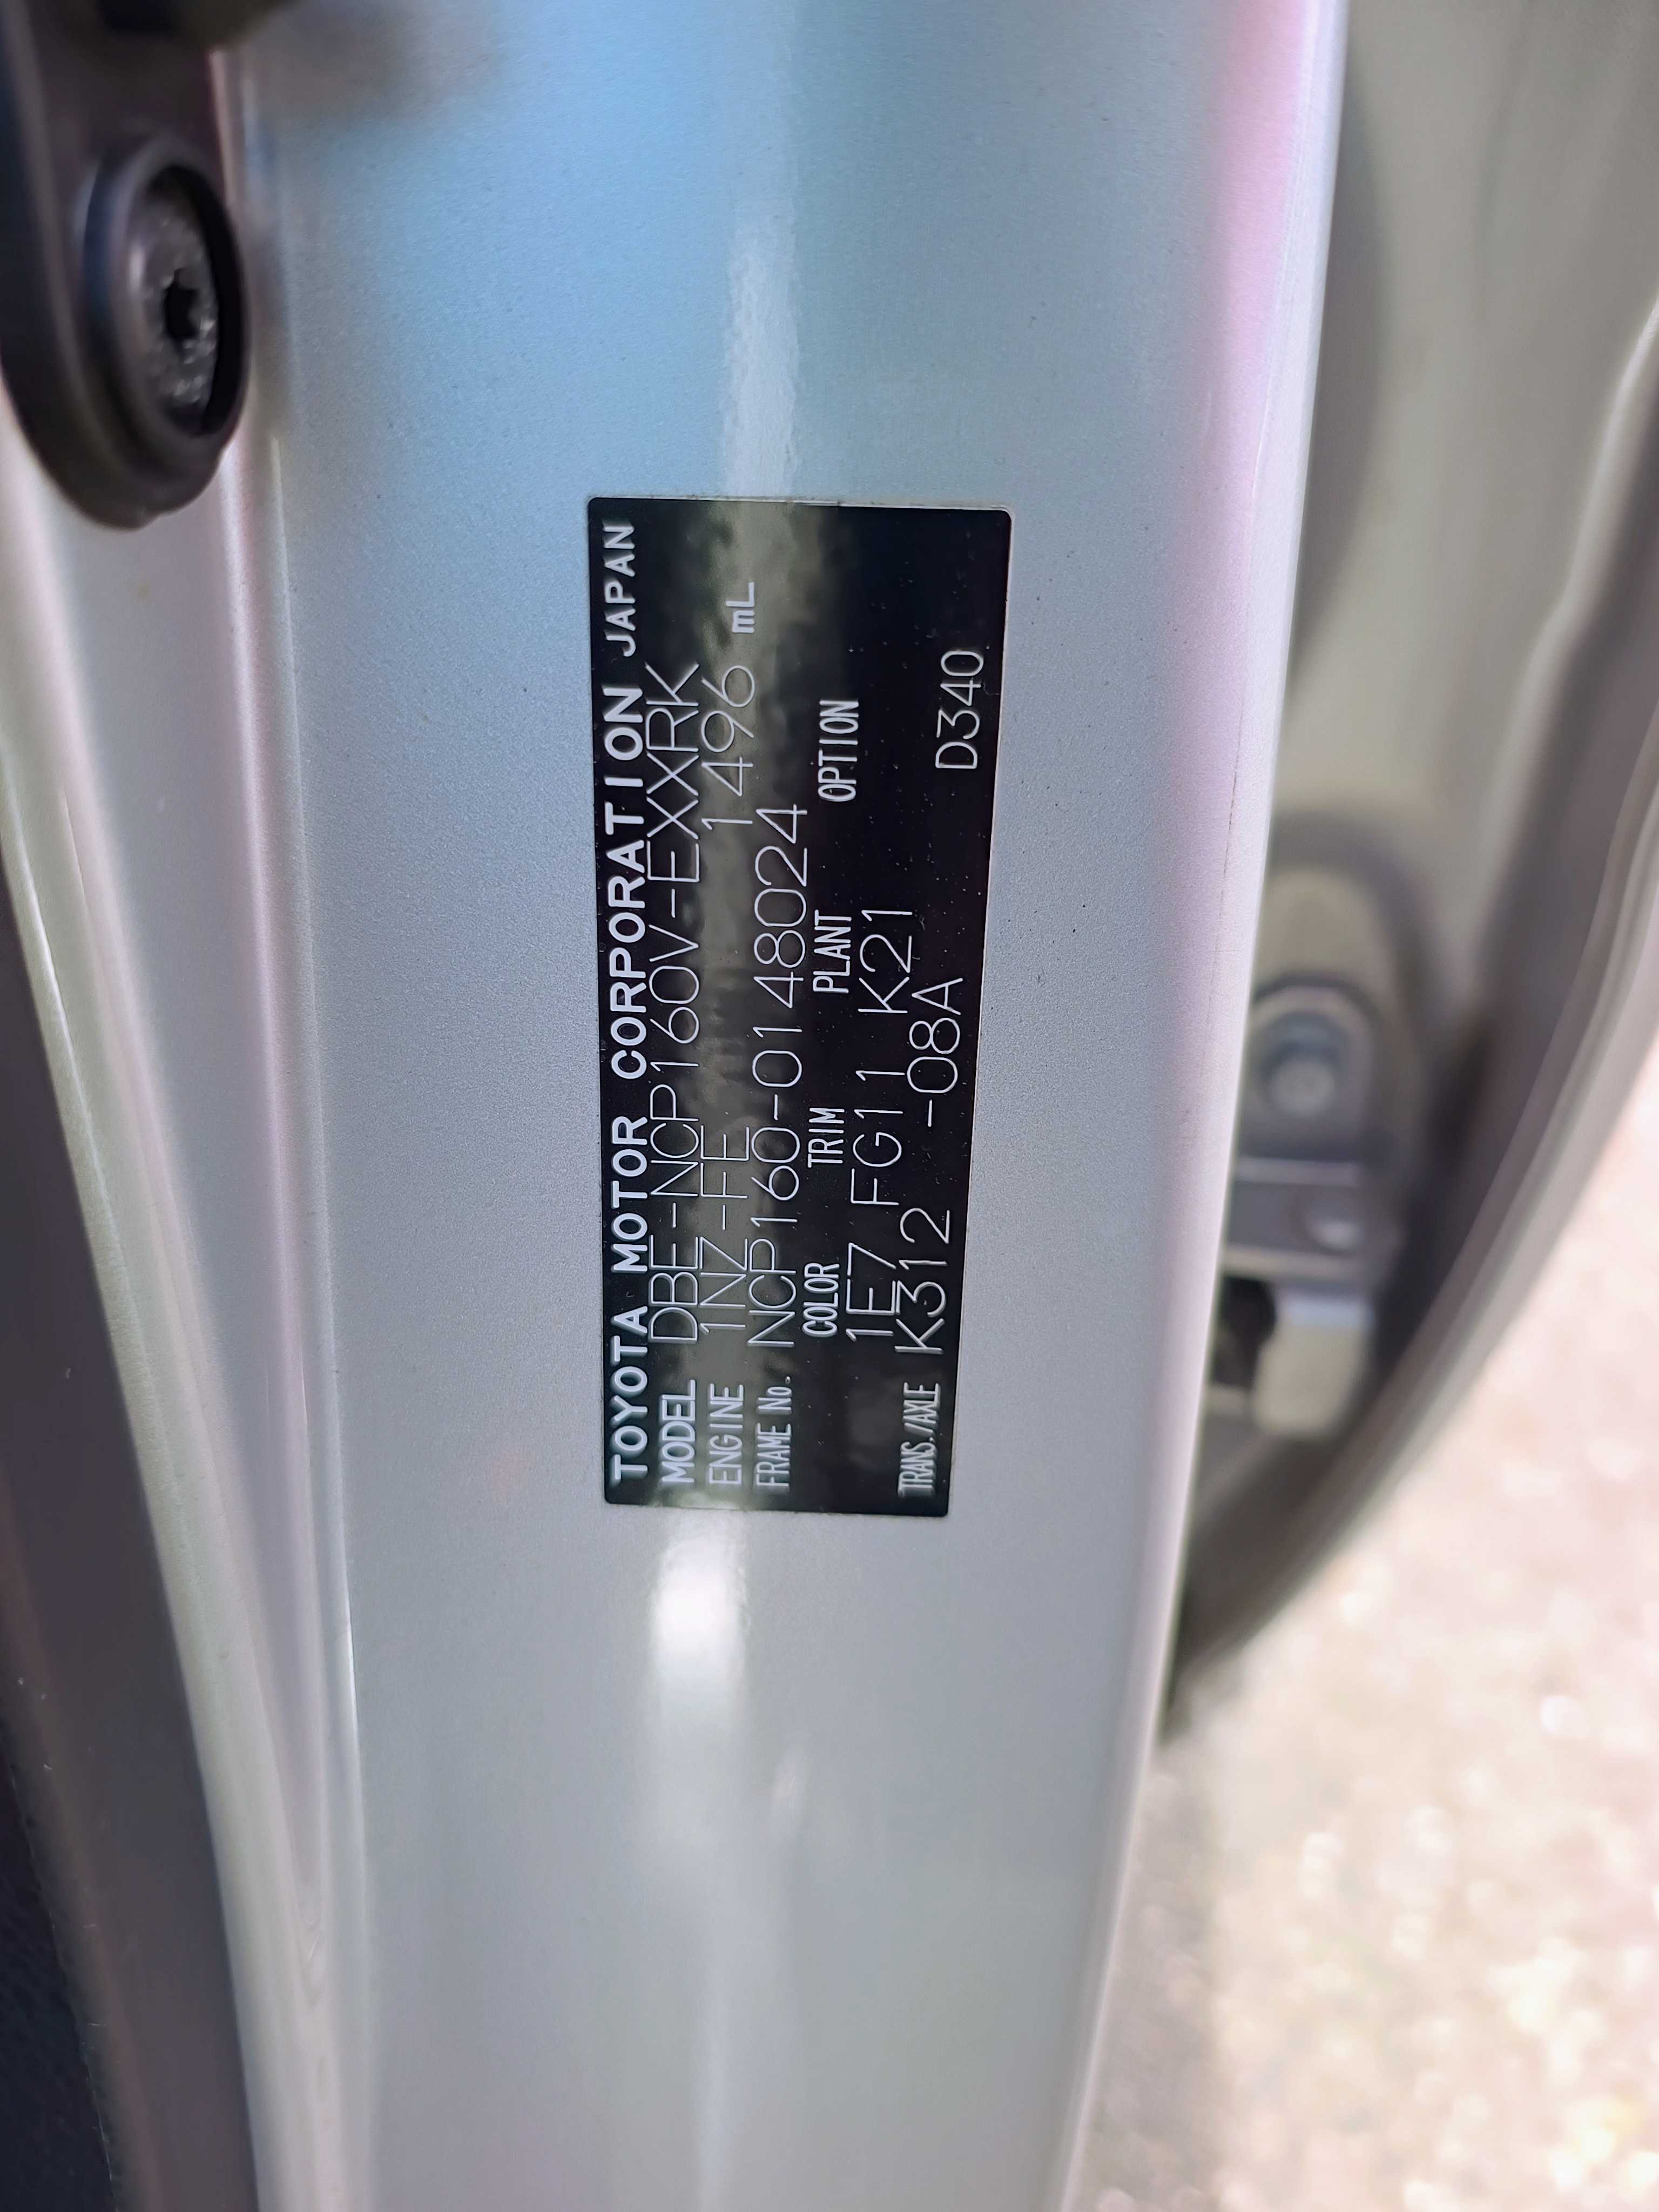 TOYOTA MOTOR CORPORATION JAPAN
MODEL DBE-NCP160V-EXXRK
ENGINE 1NZ-FE 1496 mL
FRAME No. NCP160-0148024
COLOR TRIM PLANT OPTION
1E7 FG11 K21
TRANS./AXLE K312 -08A D340